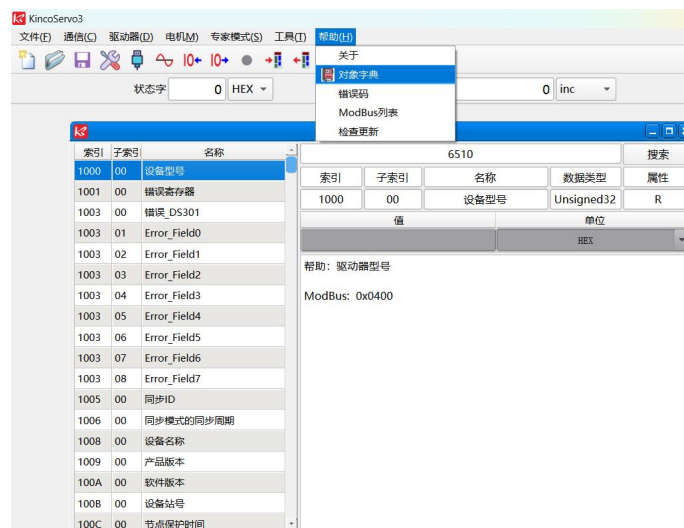 KincoServo3
文件(F) 通信(C) 驱动器(D) 电机(M) 专家模式(S) 工具(T) 帮助(H)
关于
对象字典
错误码
ModBus列表
检查更新
状态字 0 HEX 0 inc
索引 子索引 名称
1000 00 设备型号
1001 00 错误寄存器
1003 00 错误_DS301
1003 01 Error_Field0
1003 02 Error_Field1
1003 03 Error_Field2
1003 04 Error_Field3
1003 05 Error_Field4
1003 06 Error_Field5
1003 07 Error_Field6
1003 08 Error_Field7
1005 00 同步ID
1006 00 同步模式的同步周期
1008 00 设备名称
1009 00 产品版本
100A 00 软件版本
100B 00 设备站号
100C 00 节点保护时间
6510 搜索
索引 子索引 名称 数据类型 属性
1000 00 设备型号 Unsigned32 R
值 单位
HEX
帮助: 驱动器型号
ModBus: 0x0400